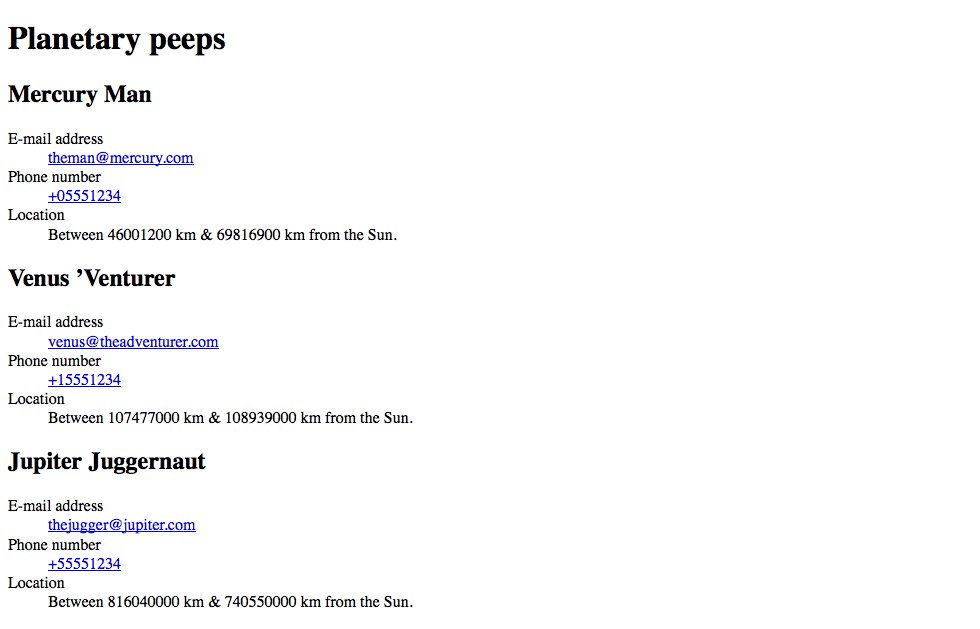 Planetary peeps
Mercury Man
E-mail address
theman@mercury.com
Phone number
+05551234
Location
Between 46001200 km & 69816900 km from the Sun.
Venus ’Venturer
E-mail address
venus@theadventurer.com
Phone number
+15551234
Location
Between 107477000 km & 108939000 km from the Sun.
Jupiter Juggernaut
E-mail address
thejugger@jupiter.com
Phone number
+55551234
Location
Between 816040000 km & 740550000 km from the Sun.